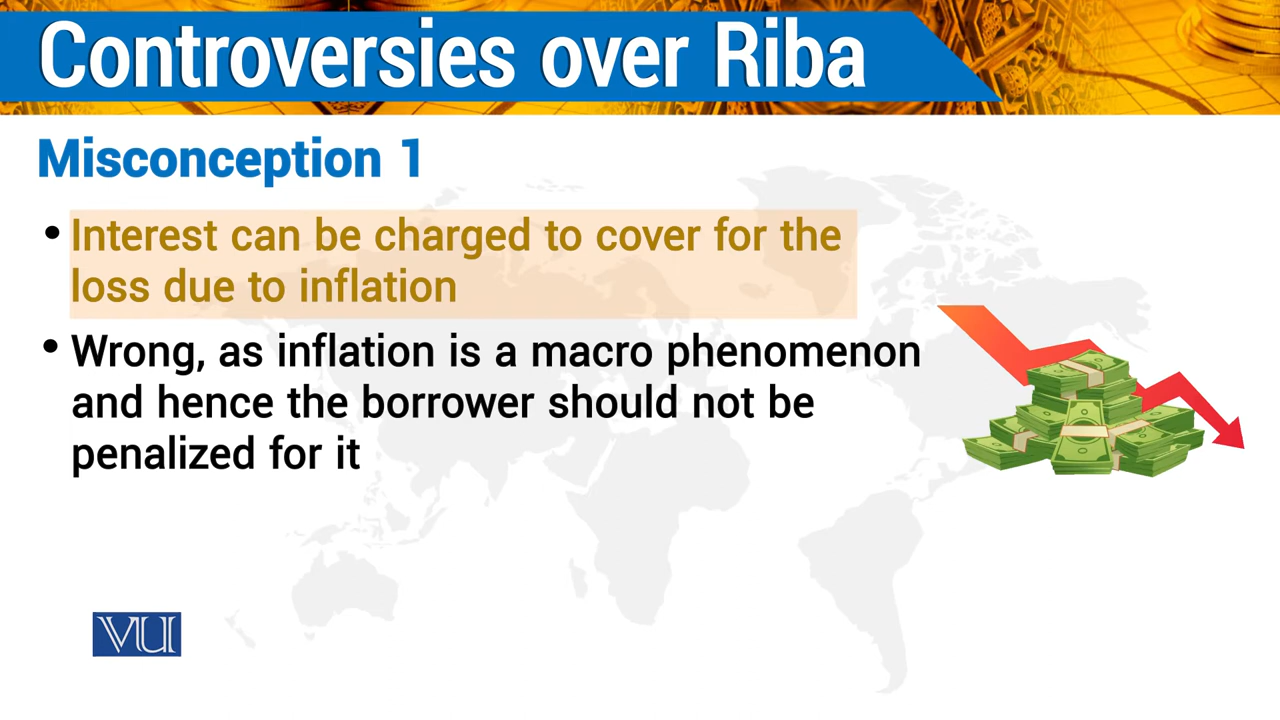 Controversies over Riba
Misconception 1
• Interest can be charged to cover for the
loss due to inflation
• Wrong, as inflation is a macro phenomenon
and hence the borrower should not be
penalized for it
VU